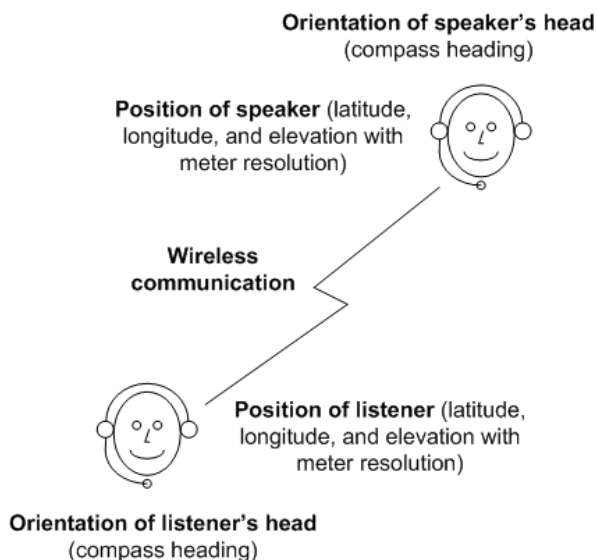 Orientation of speaker's head
(compass heading)
Position of speaker (latitude,
longitude, and elevation with
meter resolution)
Wireless
communication
Position of listener (latitude,
longitude, and elevation with
meter resolution)
Orientation of listener's head
(compass heading)